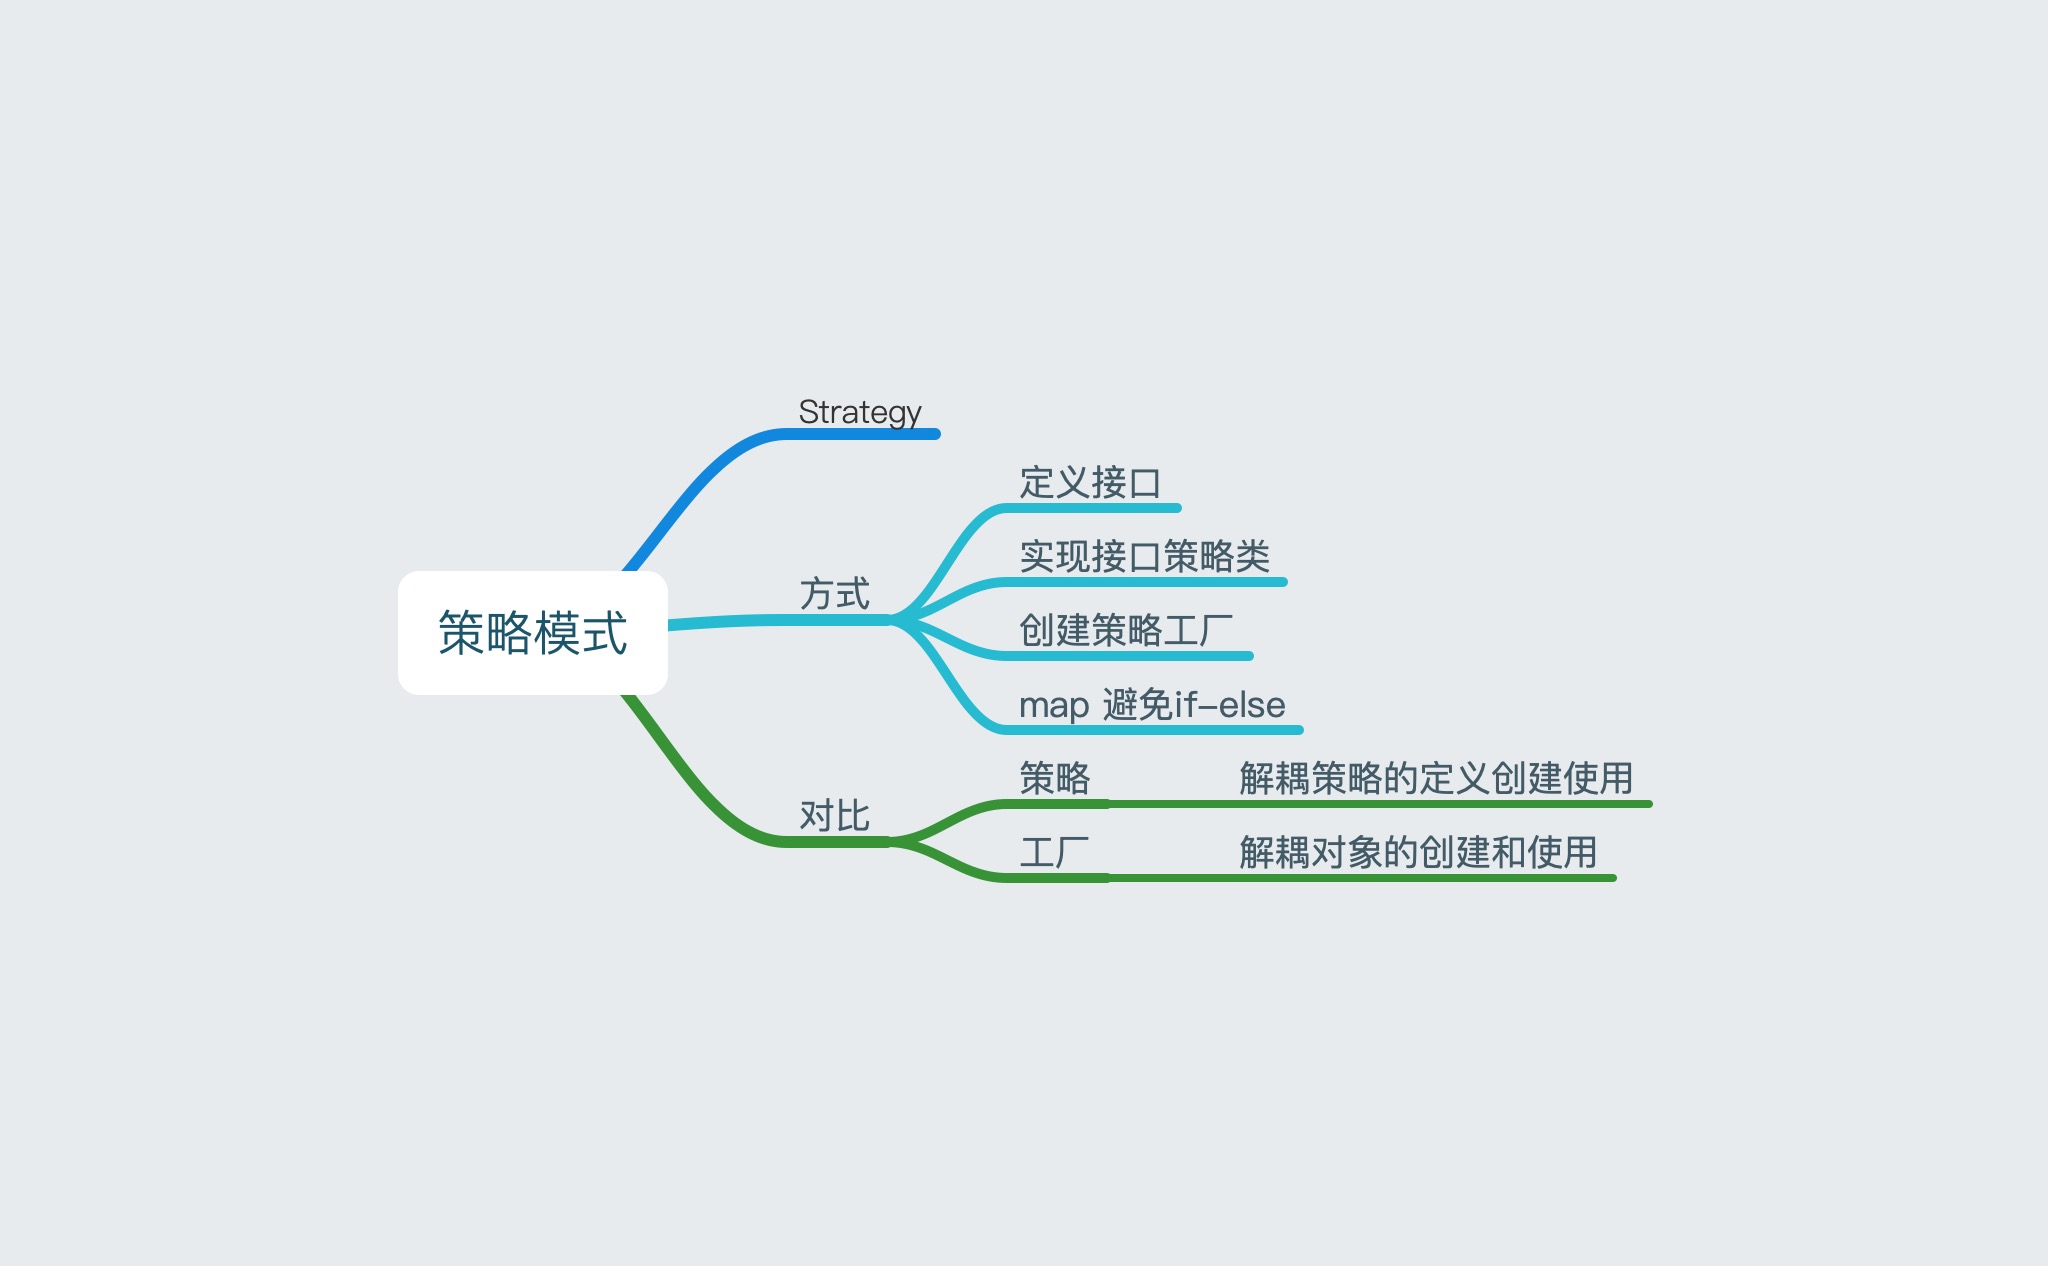 策略模式
Strategy
方式
定义接口
实现接口策略类
创建策略工厂
map 避免if-else
对比
策略
解耦策略的定义创建使用
工厂
解耦对象的创建和使用